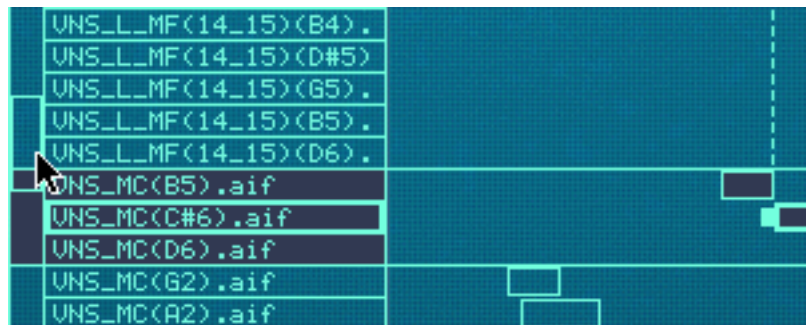 VNS_L_MF(14_15)(B4).
VNS_L_MF(14_15)(D#5)
VNS_L_MF(14_15)(G5).
VNS_L_MF(14_15)(B5).
VNS_L_MF(14_15)(D6).
VNS_MC(B5).aif
VNS_MC(C#6).aif
VNS_MC(D6).aif
VNS_MC(G2).aif
VNS_MC(A2).aif